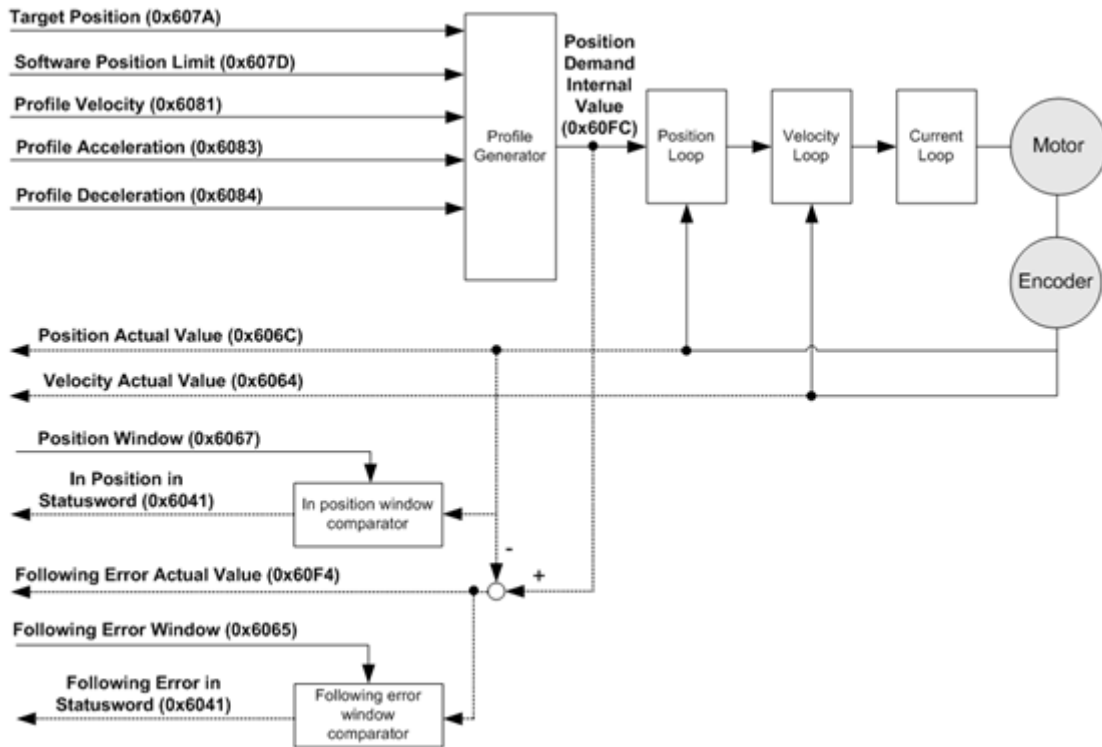 Target Position (0x607A)
Software Position Limit (0x607D)
Profile Velocity (0x6081)
Profile Acceleration (0x6083)
Profile Deceleration (0x6084)
Profile
Generator
Position
Demand
Internal
Value
(0x60FC)
Position
Loop
Velocity
Loop
Current
Loop
Motor
Encoder
Position Actual Value (0x606C)
Velocity Actual Value (0x6064)
Position Window (0x6067)
In Position in
Statusword (0x6041)
In position window
comparator
-
+
Following Error Actual Value (0x60F4)
Following Error Window (0x6065)
Following Error in
Statusword (0x6041)
Following error
window
comparator